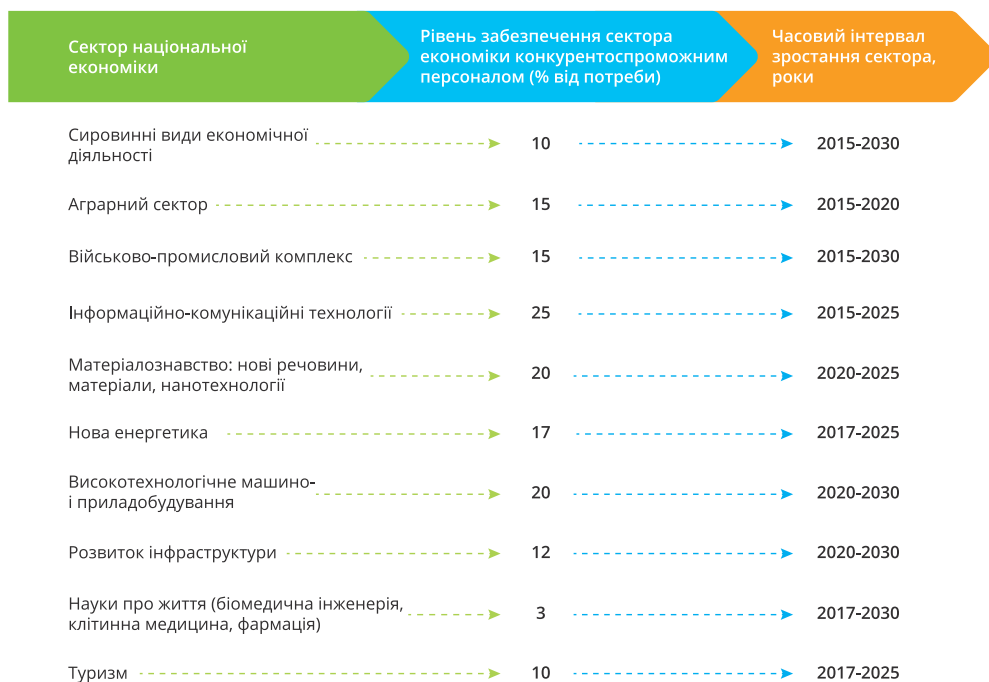 Сектор національної
економіки
Рівень забезпечення сектора
економіки конкурентоспроможним
персоналом (% від потреби)
Часовий інтервал
зростання сектора,
роки
Сировинні види економічної
діяльності
10
2015-2030
Аграрний сектор
15
2015-2020
Військово-промисловий комплекс
15
2015-2030
Інформаційно-комунікаційні технології
25
2015-2025
Матеріалознавство: нові речовини,
матеріали, нанотехнології
20
2020-2025
Нова енергетика
17
2017-2025
Високотехнологічне машино-
і приладобудування
20
2020-2030
Розвиток інфраструктури
12
2020-2030
Науки про життя (біомедична інженерія,
клітинна медицина, фармація)
3
2017-2030
Туризм
10
2017-2025